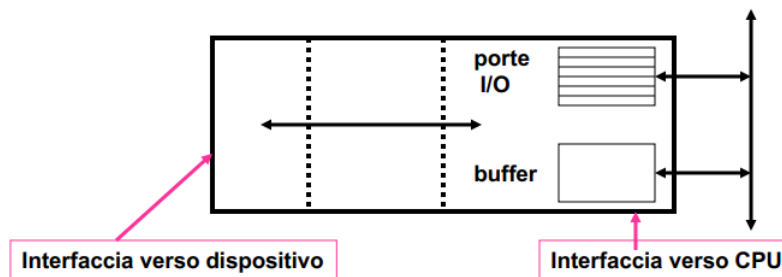 porte
I/O
buffer
Interfaccia verso dispositivo
Interfaccia verso CPU